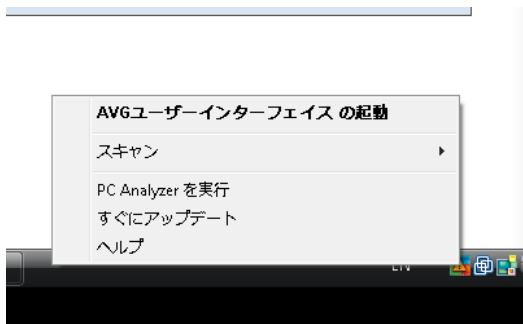 AVGユーザーインターフェイス の起動
スキャン
PC Analyzer を実行
すぐにアップデート
ヘルプ
EN